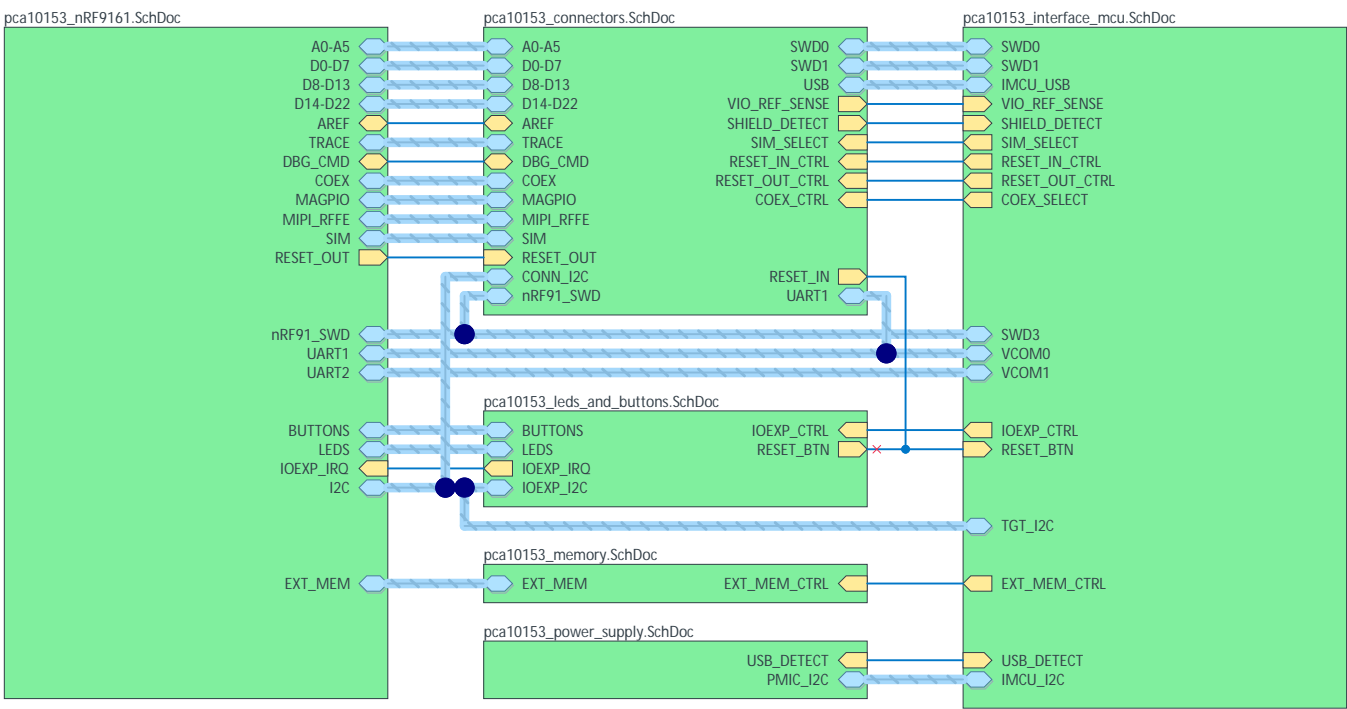 pca10153_nRF9161.SchDoc
A0-A5
D0-D7
D8-D13
D14-D22
AREF
TRACE
DBG_CMD
COEX
MAGPIO
MIPI_RFFE
SIM
RESET_OUT
nRF91_SWD
UART1
UART2
BUTTONS
LEDS
IOEXP_IRQ
I2C
EXT_MEM
pca10153_connectors.SchDoc
A0-A5
D0-D7
D8-D13
D14-D22
AREF
TRACE
DBG_CMD
COEX
MAGPIO
MIPI_RFFE
SIM
RESET_OUT
CONN_I2C
nRF91_SWD
SWD0
SWD1
USB
VIO_REF_SENSE
SHIELD_DETECT
SIM_SELECT
RESET_IN_CTRL
RESET_OUT_CTRL
COEX_CTRL
RESET_IN
UART1
pca10153_leds_and_buttons.SchDoc
BUTTONS
LEDS
IOEXP_IRQ
IOEXP_I2C
IOEXP_CTRL
RESET_BTN
pca10153_memory.SchDoc
EXT_MEM
EXT_MEM_CTRL
pca10153_power_supply.SchDoc
USB_DETECT
PMIC_I2C
pca10153_interface_mcu.SchDoc
SWD0
SWD1
IMCU_USB
VIO_REF_SENSE
SHIELD_DETECT
SIM_SELECT
RESET_IN_CTRL
RESET_OUT_CTRL
COEX_SELECT
SWD3
VCOM0
VCOM1
IOEXP_CTRL
RESET_BTN
TGT_I2C
EXT_MEM_CTRL
USB_DETECT
IMCU_I2C